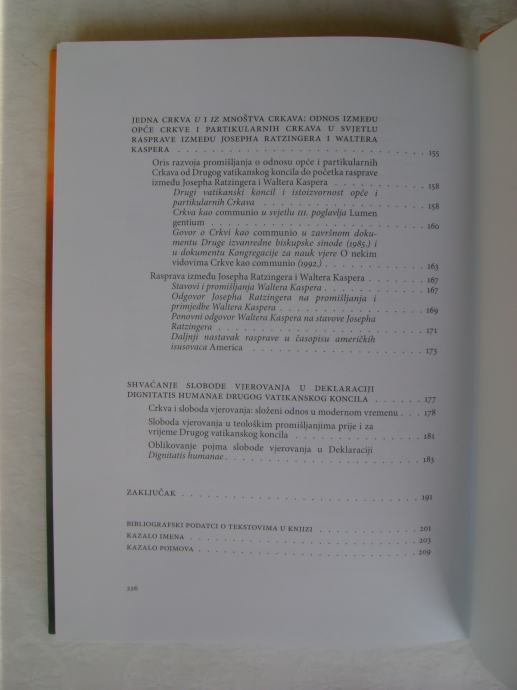 JEDNA CRKVA U I IZ MNOŠTVA CRKAVA: ODNOS IZMEĐU
OPĆE CRKVE I PARTIKULARNIH CRKAVA U SVJETLU
RASPRAVE IZMEĐU JOSEPHA RATZINGERA I WALTERA
KASPERA . . . . . . . . . . . . . . . . . . . . . . . . . . . 155
Oris razvoja promišljanja o odnosu opće i partikularnih
Crkava od Drugog vatikanskog koncila do početka rasprave
između Josepha Ratzingera i Waltera Kaspera . . . . . . . . . 158
Drugi vatikanski koncil i istoizvornost opće i
partikularnih Crkava . . . . . . . . . . . . . . . . . . . 158
Crkva kao communio u svjetlu III. poglavlja Lumen
gentium . . . . . . . . . . . . . . . . . . . . . . . . . 160
Govor o Crkvi kao communio u završnom doku-
mentu Druge izvanredne biskupske sinode (1985.) i
u dokumentu Kongregacije za nauk vjere O nekim
vidovima Crkve kao communio (1992.) . . . . . . . . . . . . 163
Rasprava između Josepha Ratzingera i Waltera Kaspera . . . . . 167
Stavovi i promišljanja Waltera Kaspera . . . . . . . . . . . 167
Odgovor Josepha Ratzingera na promišljanja i
primjedbe Waltera Kaspera . . . . . . . . . . . . . . . . . 169
Ponovni odgovor Waltera Kaspera na stavove Josepha
Ratzingera . . . . . . . . . . . . . . . . . . . . . . . . 171
Daljnji nastavak rasprave u časopisu američkih
isusovaca America . . . . . . . . . . . . . . . . . . . . . 173
SHVAĆANJE SLOBODE VJEROVANJA U DEKLARACIJI
DIGNITATIS HUMANAE DRUGOG VATIKANSKOG KONCILA . . . . . . 177
Crkva i sloboda vjerovanja: složeni odnos u modernom vremenu . . . 178
Sloboda vjerovanja u teološkim promišljanjima prije i za
vrijeme Drugog vatikanskog koncila . . . . . . . . . . . . . . 181
Oblikovanje pojma slobode vjerovanja u Deklaraciji
Dignitatis humanae . . . . . . . . . . . . . . . . . . . . . . 183
ZAKLJUČAK . . . . . . . . . . . . . . . . . . . . . . . . . . 191
BIBLIOGRAFSKI PODATCI O TEKSTOVIMA U KNJIZI . . . . . . . . . 201
KAZALO IMENA . . . . . . . . . . . . . . . . . . . . . . . . . 203
KAZALO POJMOVA . . . . . . . . . . . . . . . . . . . . . . . . 209
226